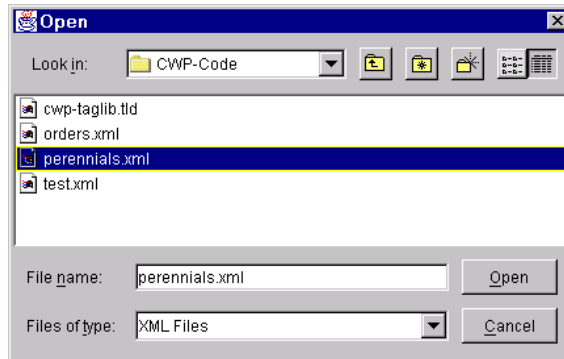 Open
Look in: CWP-Code
cwp-taglib.tld
orders.xml
perennials.xml
test.xml
File name: perennials.xml Open
Files of type: XML Files Cancel